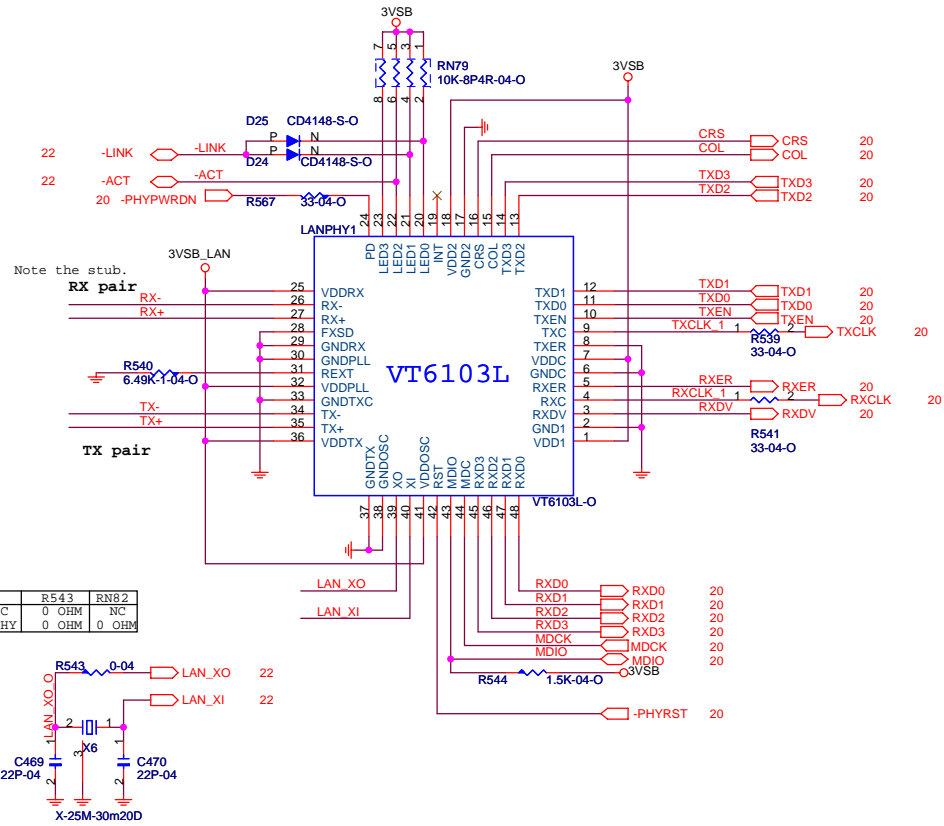 3VSB
7 5 3 1
RN79
10K-8P4R-04-O
8 6 4 2
3VSB
D25 CD4148-S-O
P N
22 -LINK -LINK
P N
D24 CD4148-S-O
22 -ACT -ACT
20 -PHYPWRDN
R567 33-04-O
CRS CRS 20
COL COL 20
TXD3 TXD3 20
TXD2 TXD2 20
24 23 22 21 20 19 18 17 16 15 14 13
LANPHY1
PD LED3 LED2 LED1 LED0 INT VDD2 GND2 CRS COL TXD3 TXD2
3VSB_LAN
Note the stub.
RX pair
RX-
RX+
R540
6.49K-1-04-O
TX-
TX+
TX pair
25 VDDRX
26 RX-
27 RX+
28 FXSD
29 GNDRX
30 GNDPLL
31 REXT
32 VDDPLL
33 GNDTXC
34 TX-
35 TX+
36 VDDTX
VT6103L
TXD1 12 TXD1 TXD1 20
TXD0 11 TXD0 TXD0 20
TXEN 10 TXEN TXEN 20
TXC 9 TXCLK_1 1 2 TXCLK 20
R539
33-04-O
TXER 8
VDDC 7
GNDC 6
RXER 5 RXER RXER 20
RXC 4 RXCLK_1 1 2 RXCLK 20
RXDV 3 RXDV RXDV 20
GND1 2
VDD1 1
R541
33-04-O
GNDTX GNDOSC XO XI VDDOSC RST MDIO MDC RXD3 RXD2 RXD1 RXD0
VT6103L-O
37 38 39 40 41 42 43 44 45 46 47 48
LAN_XO
LAN_XI
RXD0 RXD0 20
RXD1 RXD1 20
RXD2 RXD2 20
RXD3 RXD3 20
MDCK MDCK 20
MDIO MDIO 20
R544 1.5K-04-O 3VSB
-PHYRST 20
R543 RN82
C 0 OHM NC
HY 0 OHM 0 OHM
R543 0-04 LAN_XO 22
LAN_XO_O
LAN_XI 22
2 1
X6
3
1 1
C469
22P-04
C470
22P-04
2 2
X-25M-30m20D